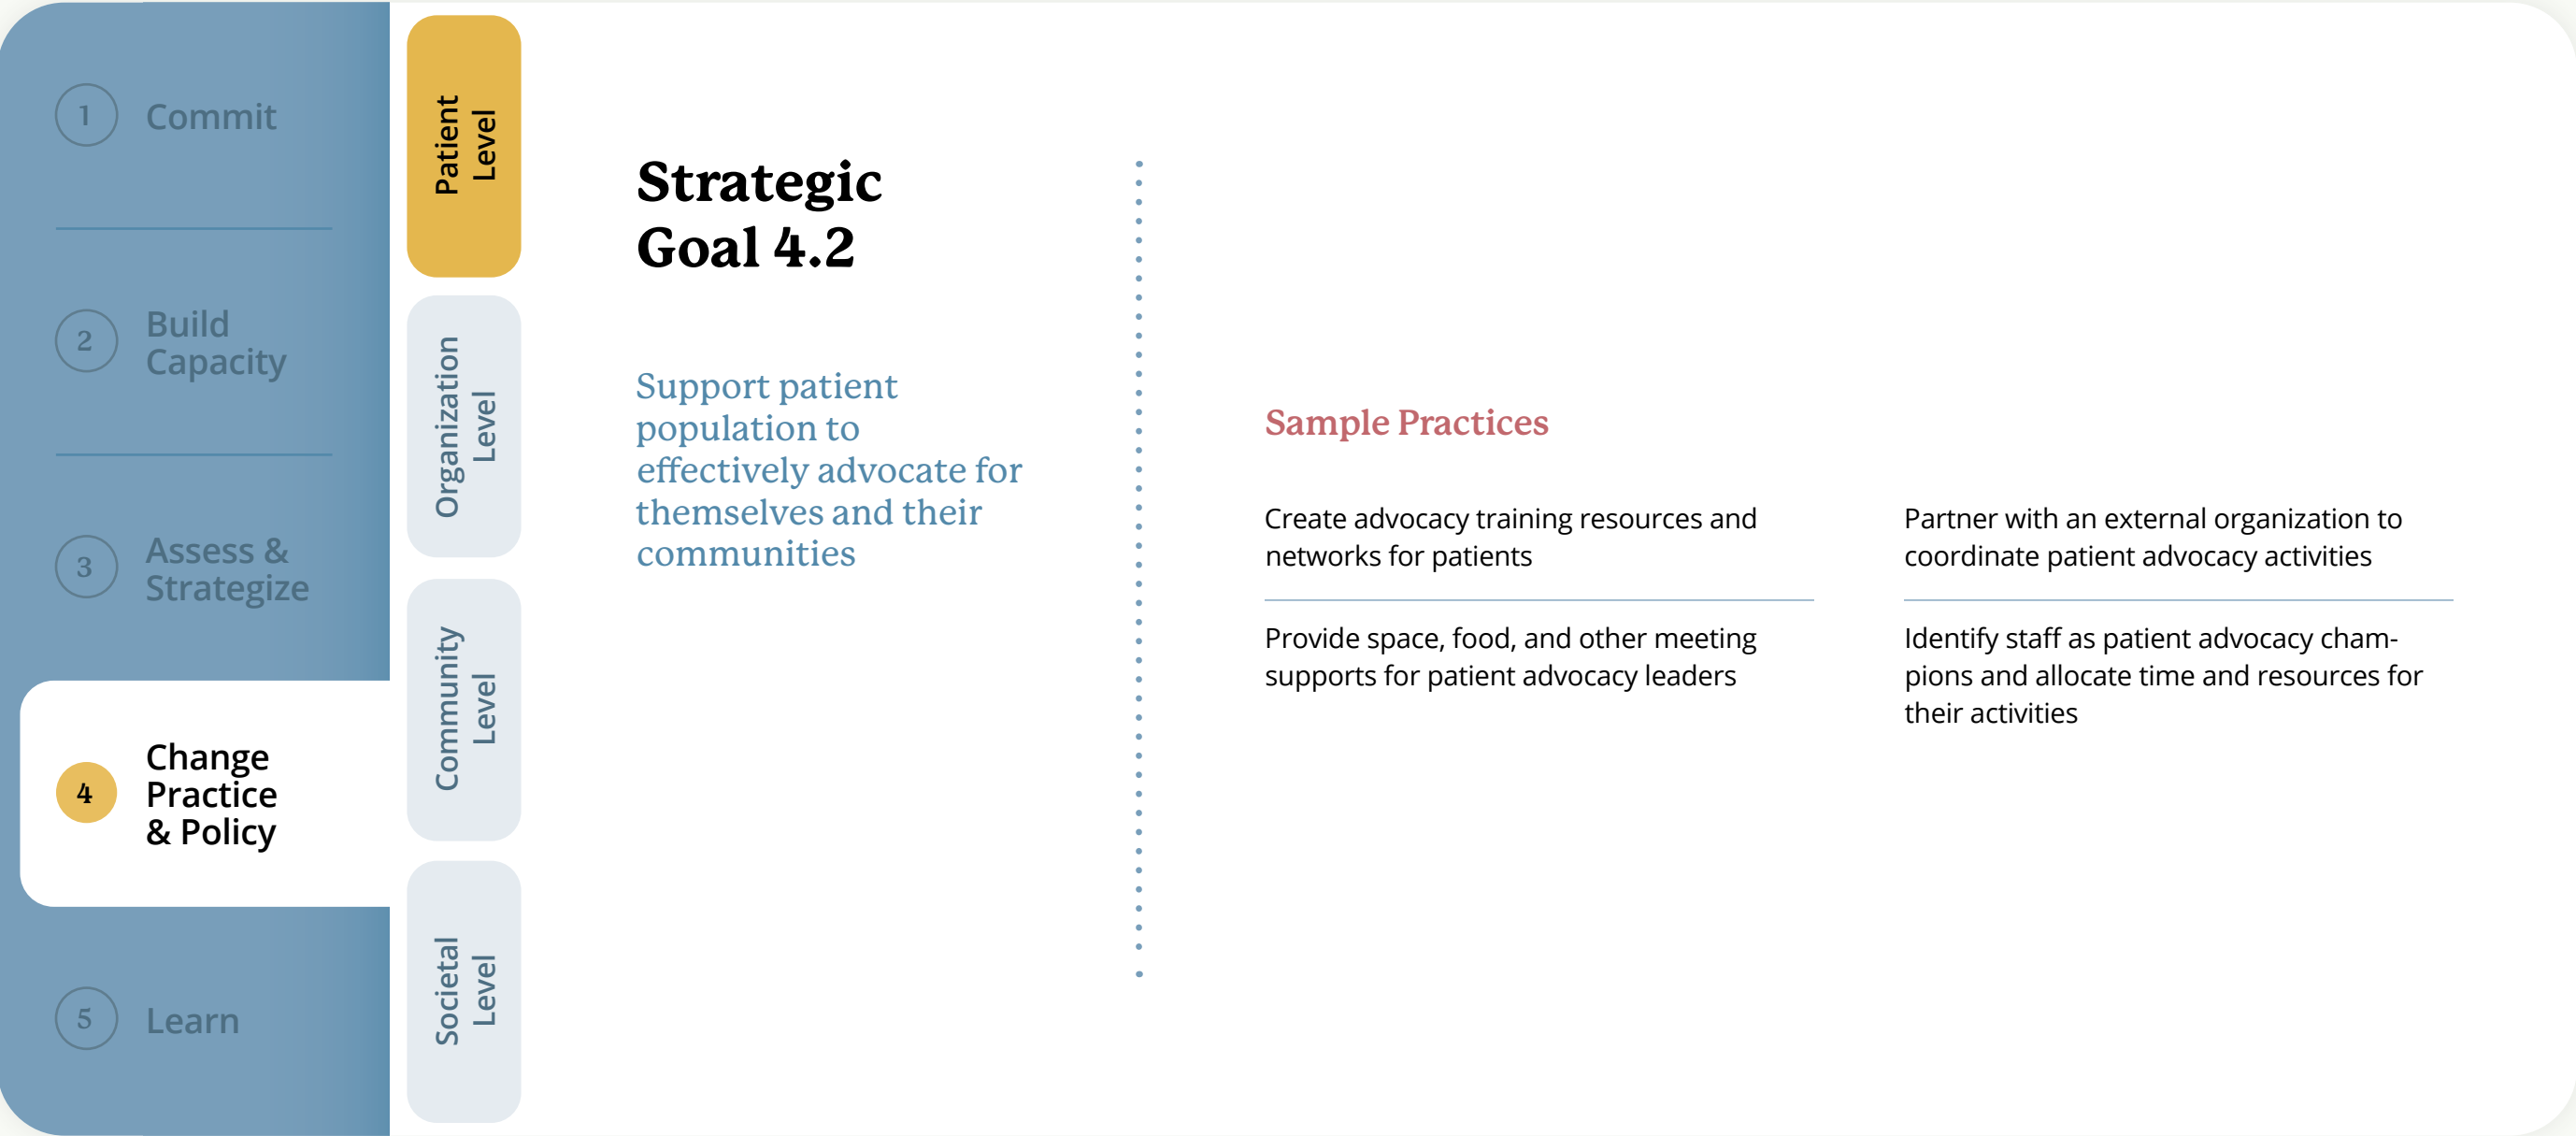 1
Commit
2
Build
Capacity
3
Assess &
Strategize
4
Change
Practice
& Policy
5
Learn
Patient
Level
Organization
Level
Community
Level
Societal
Level
Strategic
Goal 4.2
Support patient
population to
effectively advocate for
themselves and their
communities
Sample Practices
Create advocacy training resources and
networks for patients
Provide space, food, and other meeting
supports for patient advocacy leaders
Partner with an external organization to
coordinate patient advocacy activities
Identify staff as patient advocacy cham-
pions and allocate time and resources for
their activities